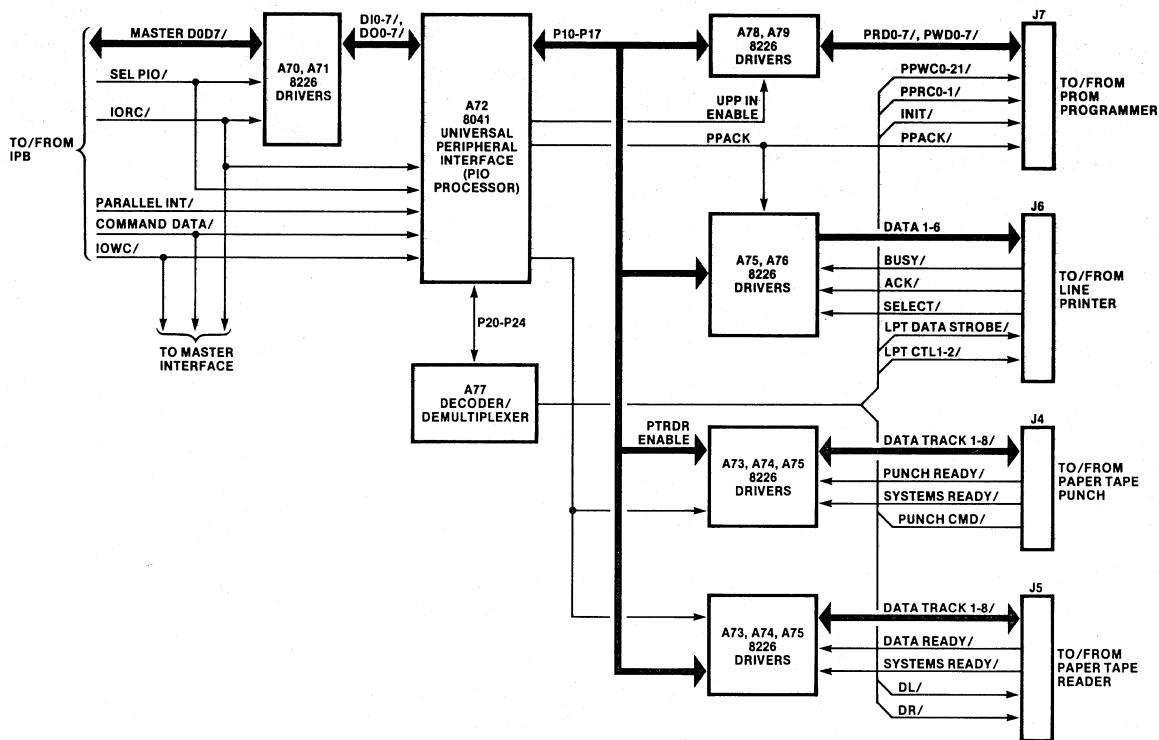 TO/FROM
IPB
MASTER D0D7/
SEL PIO/
IORC/
PARALLEL INT/
COMMAND DATA/
IOWC/
TO MASTER
INTERFACE
A70, A71
8226
DRIVERS
DI0-7/,
DO0-7/
A72
8041
UNIVERSAL
PERIPHERAL
INTERFACE
(PIO
PROCESSOR)
P20-P24
A77
DECODER/
DEMULTIPLEXER
P10-P17
UPP IN
ENABLE
PPACK
PTRDR
ENABLE
A78, A79
8226
DRIVERS
PRD0-7/, PWD0-7/
PPWC0-21/
PPRC0-1/
INIT/
PPACK/
J7
TO/FROM
PROM
PROGRAMMER
A75, A76
8226
DRIVERS
DATA 1-6
BUSY/
ACK/
SELECT/
LPT DATA STROBE/
LPT CTL1-2/
J6
TO/FROM
LINE
PRINTER
A73, A74, A75
8226
DRIVERS
DATA TRACK 1-8/
PUNCH READY/
SYSTEMS READY/
PUNCH CMD/
J4
TO/FROM
PAPER TAPE
PUNCH
A73, A74, A75
8226
DRIVERS
DATA TRACK 1-8/
DATA READY/
SYSTEMS READY/
DL/
DR/
J5
TO/FROM
PAPER TAPE
READER